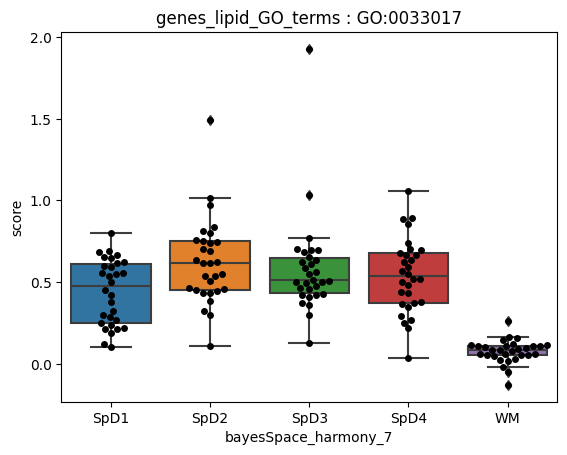 genes_lipid_GO_terms : GO:0033017
2.0
1.5
1.0
0.5
0.0
score
SpD1 SpD2 SpD3 SpD4 WM
bayesSpace_harmony_7